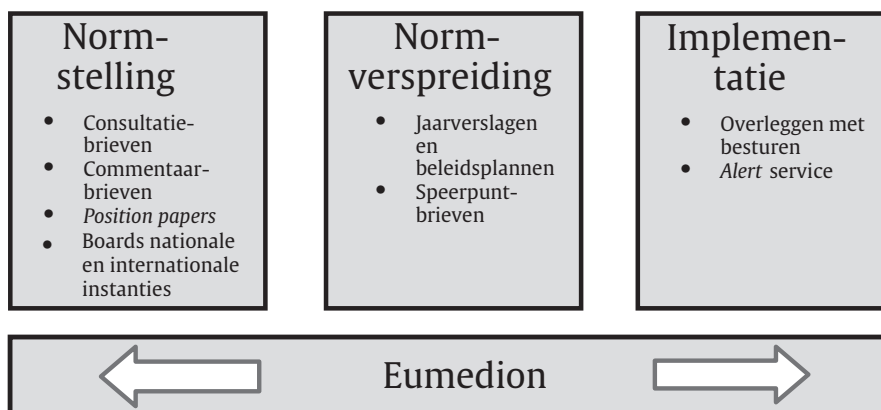 Norm-
stelling
• Consultatie-
brieven
• Commentaar-
brieven
• Position papers
• Boards nationale
en internationale
instanties
Norm-
verspreiding
• Jaarverslagen
en
beleidsplannen
• Speerpunt-
brieven
Implemen-
tatie
• Overleggen met
besturen
• Alert service
Eumedion